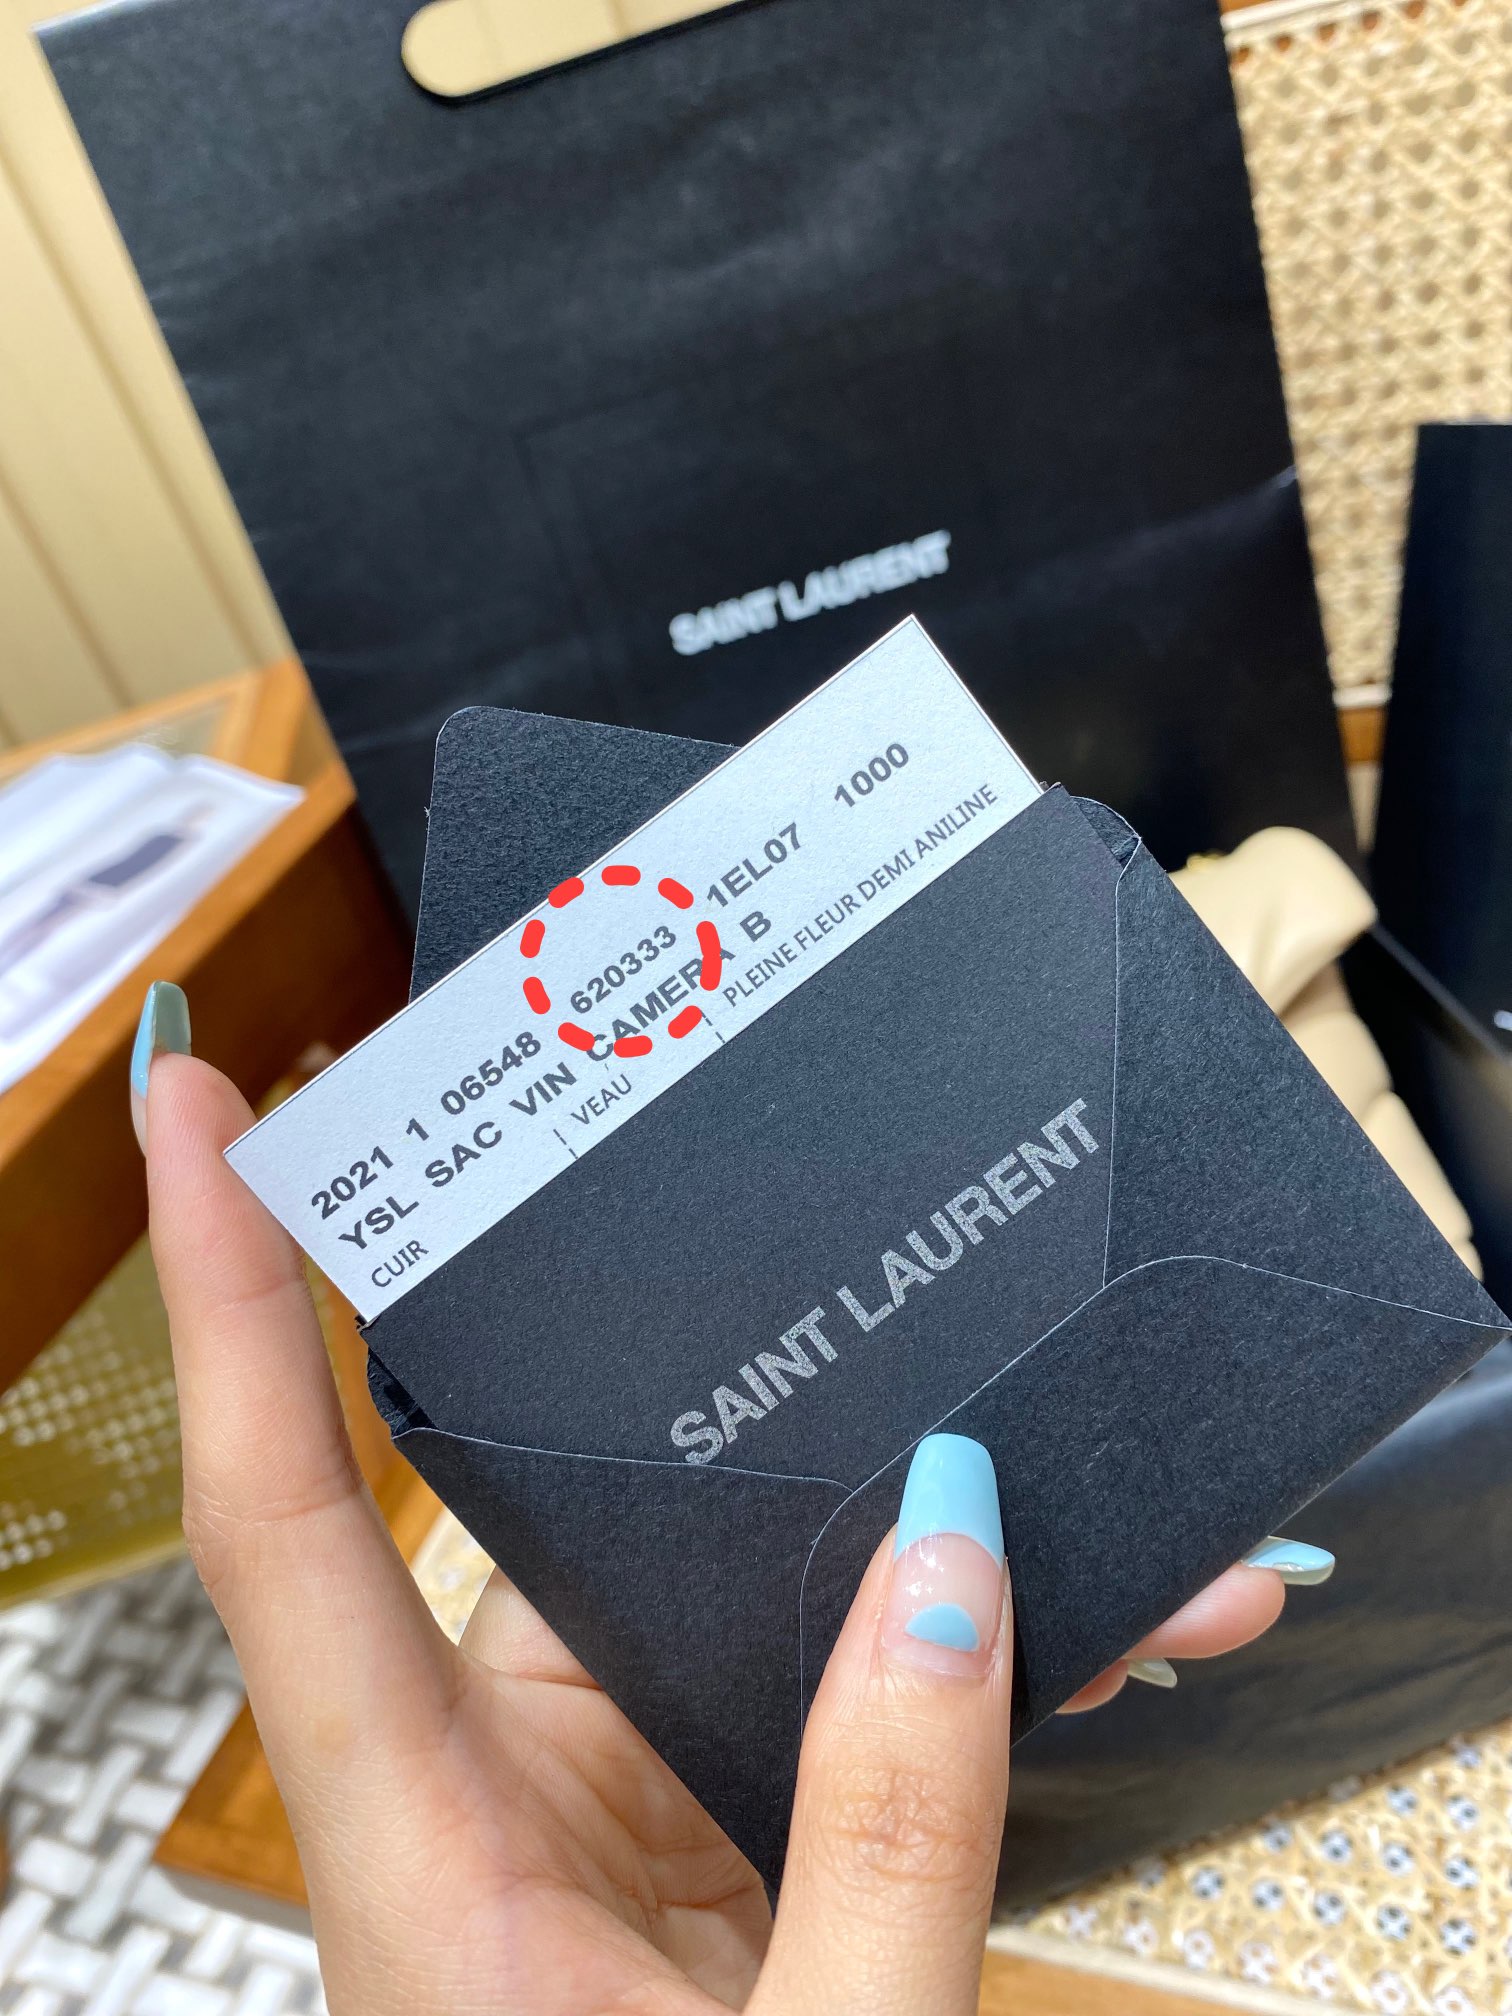 SAINT LAURENT
2021 1 06548 620333 1EL07 1000
YSL SAC VIN CAMERA B
CUIR VEAU PLEINE FLEUR DEMI ANILINE
SAINT LAURENT